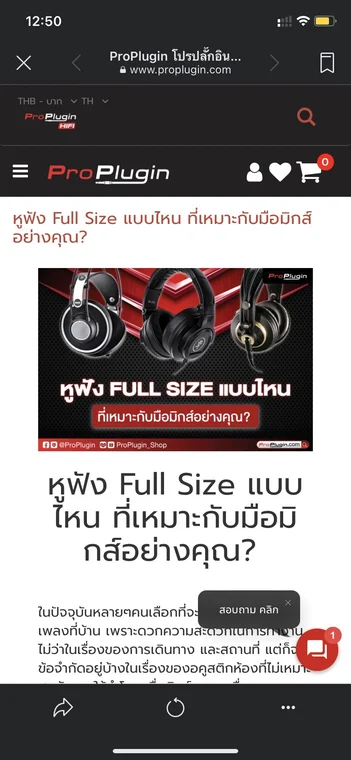 12:50
ProPlugin โปรปลั้กอิน...
www.proplugin.com
THB - บาท TH
ProPlugin
HIFI
ProPlugin
0
หูฟัง Full Size แบบไหน ที่เหมาะกับมือมิกส์
อย่างคุณ?
ProPlugin
หูฟัง FULL SIZE แบบไหน
ที่เหมาะกับมือมิกส์อย่างคุณ?
@ProPlugin ProPlugin_Shop ProPlugin.com
หูฟัง Full Size แบบ
ไหน ที่เหมาะกับมือมิ
กส์อย่างคุณ?
ในปัจจุบันหลายๆคนเลือกที่จะ
สอบถาม คลิก
เพลงที่บ้าน เพราะดวกความสะดวกในการทำงาน
ไม่ว่าในเรื่องของการเดินทาง และสถานที่ แต่ก็
1
ข้อจำกัดอยู่บ้างในเรื่องของอคูสติกห้องที่ไม่เหมาะ